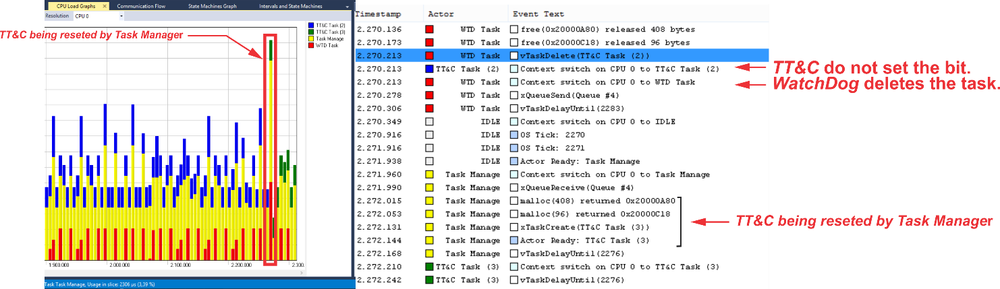 CPU Load Graphs × Communication Flow State Machines Graph Intervals and State Machines
Resolution CPU 0
TT&C Task (2)
TT&C Task (3)
Task Manage
WTD Task
TT&C being reseted by Task Manager
1.900.000 2.000.000 2.100.000 2.200.000 2.300.
Task Task Manage, Usage in slice: 2306 µs (3,39 %)
Timestamp Actor Event Text
2.270.136 WTD Task free(0x20000A80) released 408 bytes
2.270.173 WTD Task free(0x20000C18) released 96 bytes
2.270.213 WTD Task vTaskDelete(TT&C Task (2))
2.270.213 TT&C Task (2) Context switch on CPU 0 to TT&C Task (2)
2.270.213 WTD Task Context switch on CPU 0 to WTD Task
2.270.278 WTD Task xQueueSend(Queue #4)
2.270.306 WTD Task vTaskDelayUntil(2283)
2.270.349 IDLE Context switch on CPU 0 to IDLE
2.270.916 IDLE OS Tick: 2270
2.271.916 IDLE OS Tick: 2271
2.271.938 IDLE Actor Ready: Task Manage
2.271.960 Task Manage Context switch on CPU 0 to Task Manage
2.271.990 Task Manage xQueueReceive(Queue #4)
2.272.015 Task Manage malloc(408) returned 0x20000A80
2.272.053 Task Manage malloc(96) returned 0x20000C18
2.272.131 Task Manage xTaskCreate(TT&C Task (3))
2.272.144 Task Manage Actor Ready: TT&C Task (3)
2.272.168 Task Manage vTaskDelayUntil(2276)
2.272.210 TT&C Task (3) Context switch on CPU 0 to TT&C Task (3)
2.272.242 TT&C Task (3) vTaskDelayUntil(2276)
TT&C do not set the bit.
WatchDog deletes the task.
TT&C being reseted by Task Manager